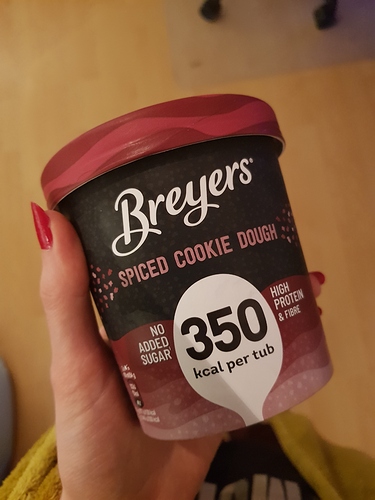 Breyers
SPICED COOKIE DOUGH
NO
ADDED
SUGAR
350
kcal per tub
HIGH
PROTEIN
& FIBRE